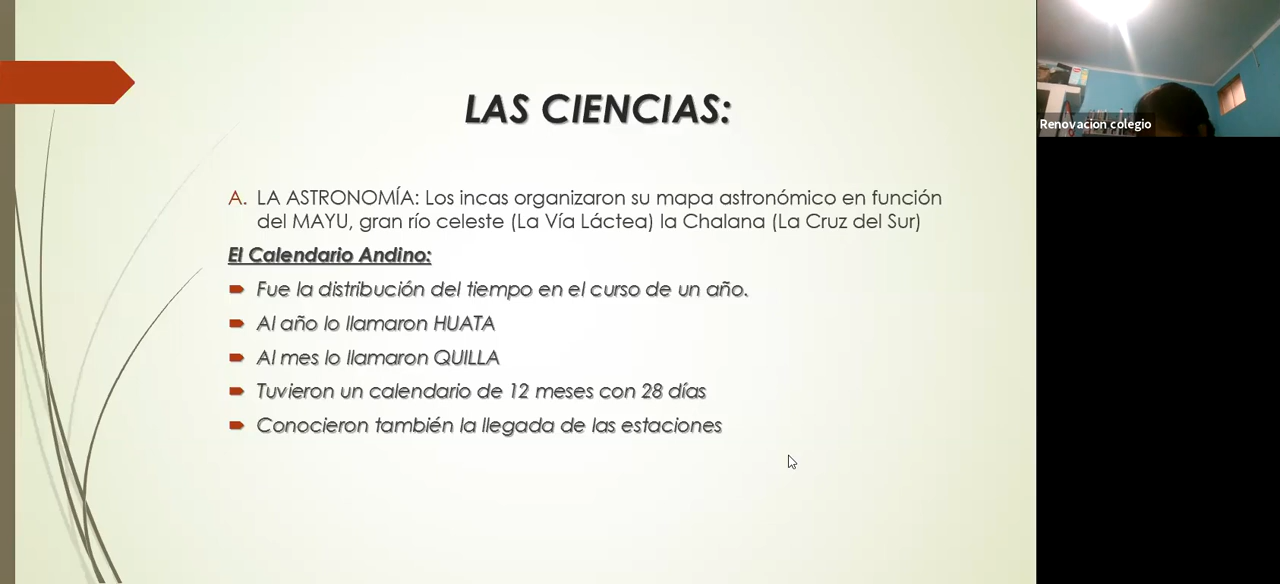 LAS CIENCIAS:
A. LA ASTRONOMÍA: Los incas organizaron su mapa astronómico en función
del MAYU, gran río celeste (La Vía Láctea) la Chalana (La Cruz del Sur)
El Calendario Andino:
Fue la distribución del tiempo en el curso de un año.
Al año lo llamaron HUATA
Al mes lo llamaron QUILLA
Tuvieron un calendario de 12 meses con 28 días
Conocieron también la llegada de las estaciones
Renovacion colegio